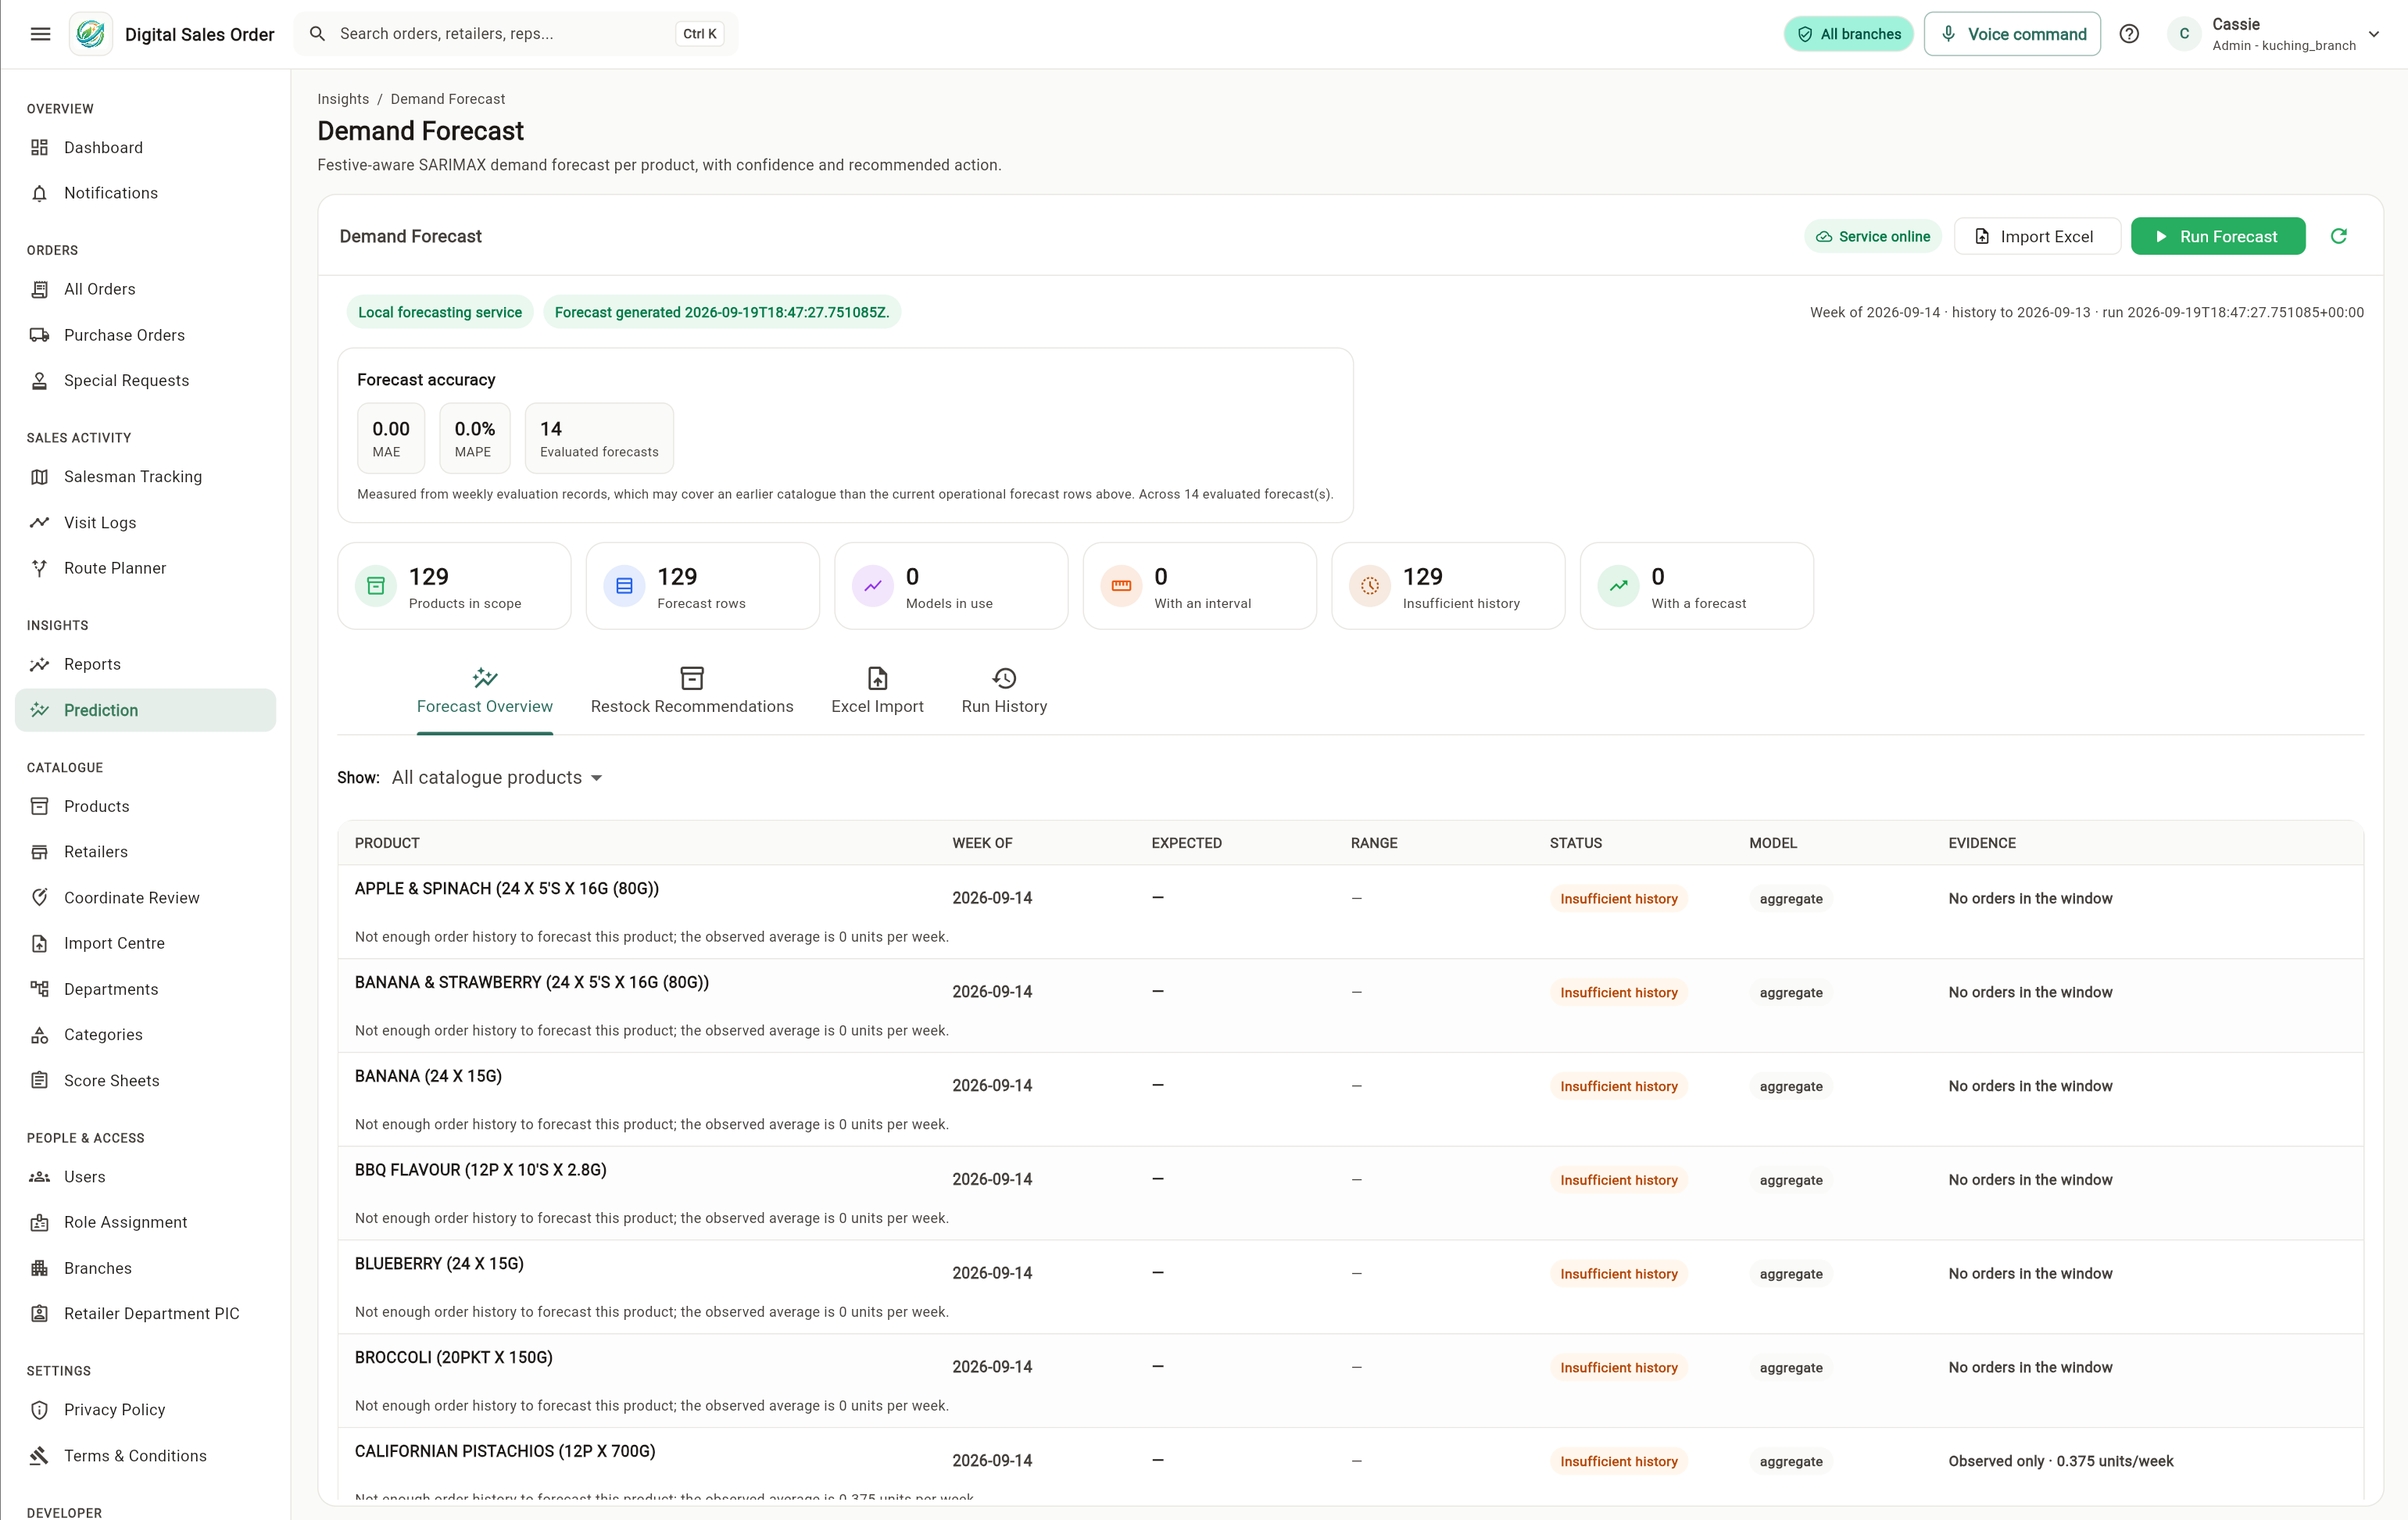 Digital Sales Order
Search orders, retailers, reps...
Ctrl K
All branches
Voice command
C
Cassie
Admin - kuching_branch
OVERVIEW
Dashboard
Notifications
ORDERS
All Orders
Purchase Orders
Special Requests
SALES ACTIVITY
Salesman Tracking
Visit Logs
Route Planner
INSIGHTS
Reports
Prediction
CATALOGUE
Products
Retailers
Coordinate Review
Import Centre
Departments
Categories
Score Sheets
PEOPLE & ACCESS
Users
Role Assignment
Branches
Retailer Department PIC
SETTINGS
Privacy Policy
Terms & Conditions
DEVELOPER
Insights / Demand Forecast
Demand Forecast
Festive-aware SARIMAX demand forecast per product, with confidence and recommended action.
Demand Forecast
Service online
Import Excel
Run Forecast
Local forecasting service
Forecast generated 2026-09-19T18:47:27.751085Z.
Week of 2026-09-14 · history to 2026-09-13 · run 2026-09-19T18:47:27.751085+00:00
Forecast accuracy
0.00
MAE
0.0%
MAPE
14
Evaluated forecasts
Measured from weekly evaluation records, which may cover an earlier catalogue than the current operational forecast rows above. Across 14 evaluated forecast(s).
129
Products in scope
129
Forecast rows
0
Models in use
0
With an interval
129
Insufficient history
0
With a forecast
Forecast Overview
Restock Recommendations
Excel Import
Run History
Show: All catalogue products
PRODUCT WEEK OF EXPECTED RANGE STATUS MODEL EVIDENCE
APPLE & SPINACH (24 X 5'S X 16G (80G))
2026-09-14 — — Insufficient history aggregate No orders in the window
Not enough order history to forecast this product; the observed average is 0 units per week.
BANANA & STRAWBERRY (24 X 5'S X 16G (80G))
2026-09-14 — — Insufficient history aggregate No orders in the window
Not enough order history to forecast this product; the observed average is 0 units per week.
BANANA (24 X 15G)
2026-09-14 — — Insufficient history aggregate No orders in the window
Not enough order history to forecast this product; the observed average is 0 units per week.
BBQ FLAVOUR (12P X 10'S X 2.8G)
2026-09-14 — — Insufficient history aggregate No orders in the window
Not enough order history to forecast this product; the observed average is 0 units per week.
BLUEBERRY (24 X 15G)
2026-09-14 — — Insufficient history aggregate No orders in the window
Not enough order history to forecast this product; the observed average is 0 units per week.
BROCCOLI (20PKT X 150G)
2026-09-14 — — Insufficient history aggregate No orders in the window
Not enough order history to forecast this product; the observed average is 0 units per week.
CALIFORNIAN PISTACHIOS (12P X 700G)
2026-09-14 — — Insufficient history aggregate Observed only · 0.375 units/week
Not enough order history to forecast this product; the observed average is 0.375 units per week.